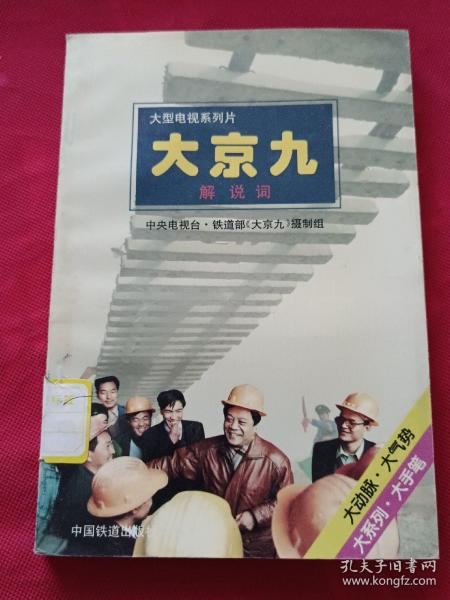 大型电视系列片
大京九
解说词
中央电视台·铁道部《大京九》摄制组
大动脉·大气势
大系列·大手笔
中国铁道出版社
孔夫子旧书网
www.kongfz.com